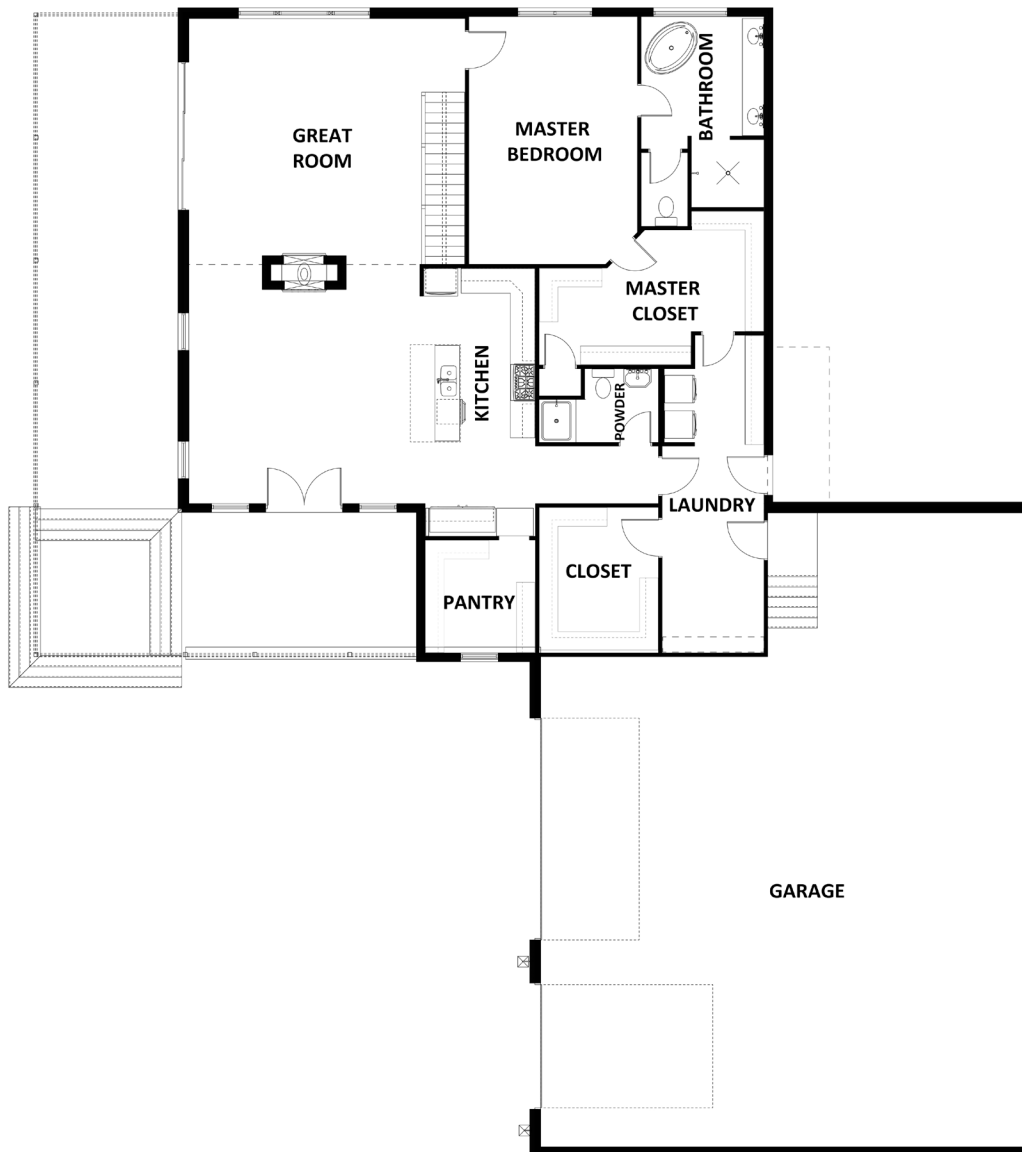 GREAT
ROOM
MASTER
BEDROOM
BATHROOM
MASTER
CLOSET
KITCHEN
POWDER
LAUNDRY
CLOSET
PANTRY
GARAGE